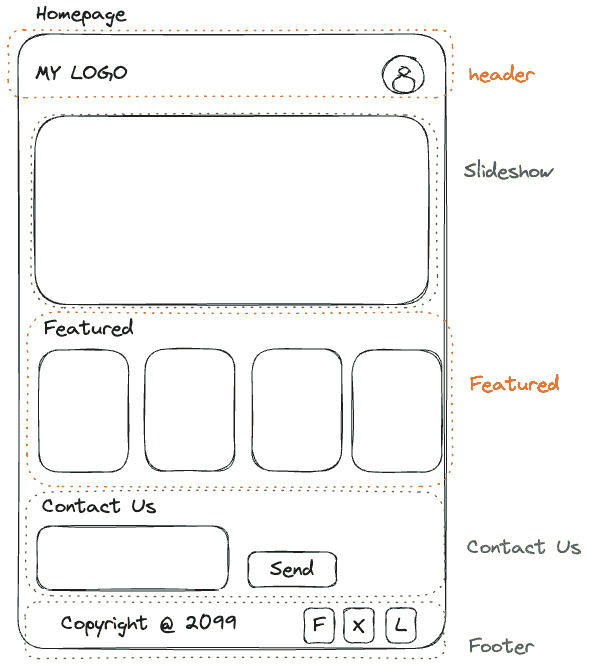 Homepage
MY LOGO
header
Slideshow
Featured
Featured
Contact Us
Send
Contact Us
Copyright @ 2099
F X L
Footer